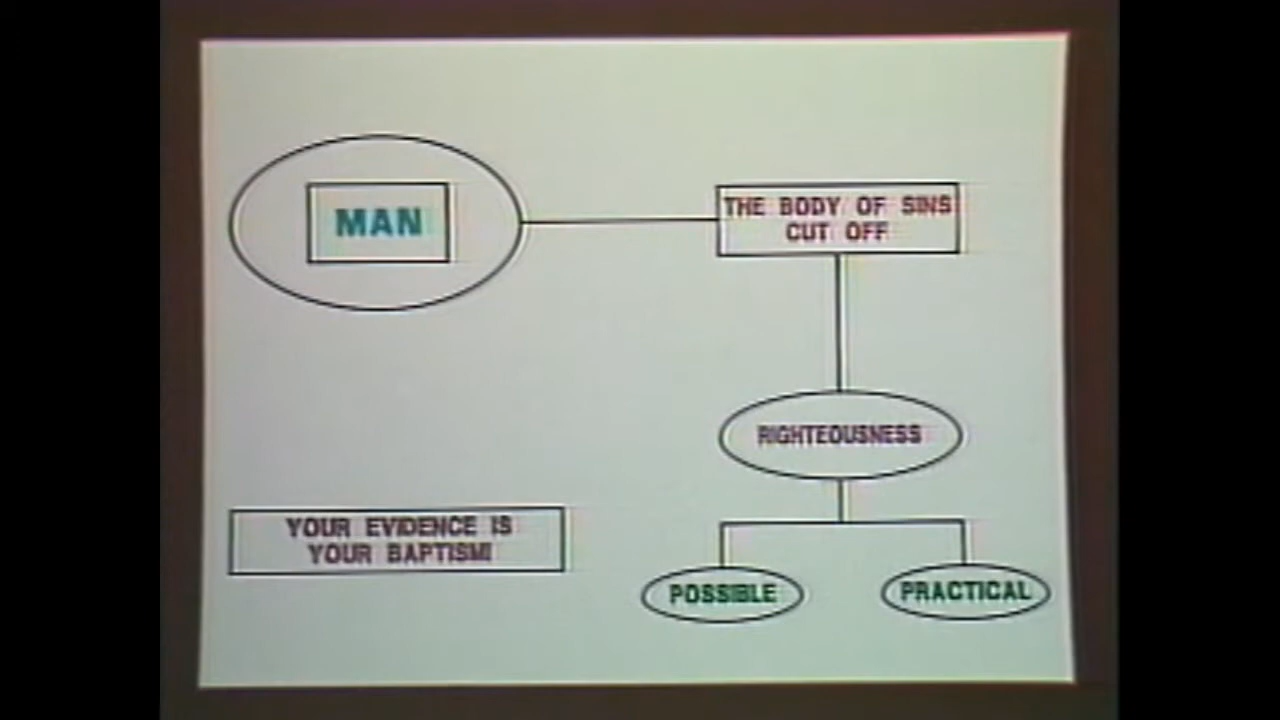 MAN
THE BODY OF SINS
CUT OFF
RIGHTEOUSNESS
YOUR EVIDENCE IS
YOUR BAPTISM!
POSSIBLE
PRACTICAL